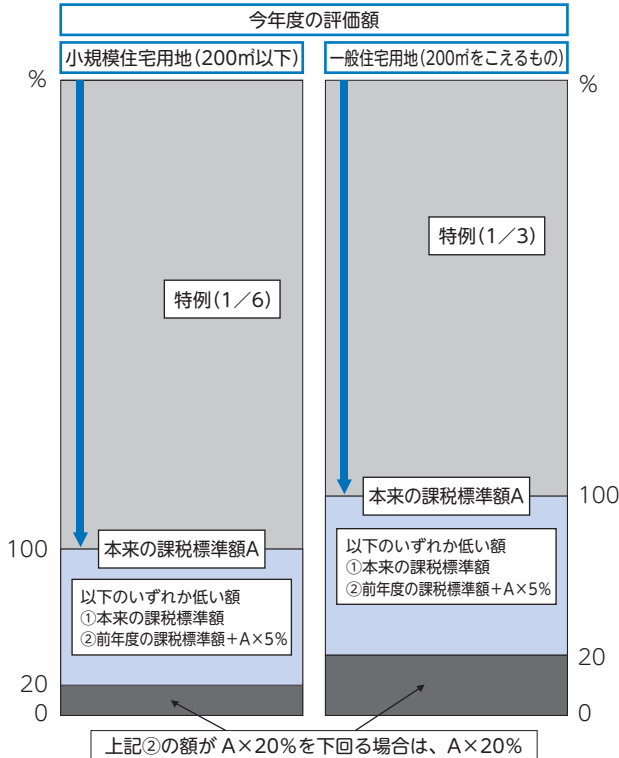 今年度の評価額
小規模住宅用地(200㎡以下)
一般住宅用地(200㎡をこえるもの)
%
%
特例(1／3)
特例(1／6)
本来の課税標準額A
100
以下のいずれか低い額
①本来の課税標準額
②前年度の課税標準額+A×5%
100
本来の課税標準額A
以下のいずれか低い額
①本来の課税標準額
②前年度の課税標準額+A×5%
20
20
0
0
上記②の額が A×20%を下回る場合は、A×20%